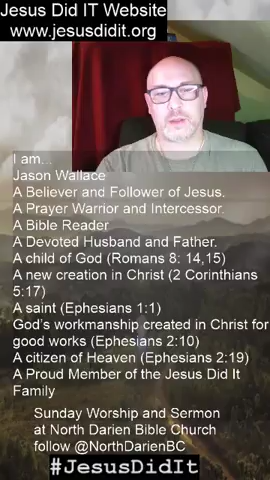 Jesus Did IT Website
www.jesusdidit.org
I am...
Jason Wallace
A Believer and Follower of Jesus.
A Prayer Warrior and Intercessor.
A Bible Reader
A Devoted Husband and Father.
A child of God (Romans 8: 14,15)
A new creation in Christ (2 Corinthians
5:17)
A saint (Ephesians 1:1)
God's workmanship created in Christ for
good works (Ephesians 2:10)
A citizen of Heaven (Ephesians 2:19)
A Proud Member of the Jesus Did It
Family
Sunday Worship and Sermon
at North Darien Bible Church
follow @NorthDarienBC
#JesusDidIt